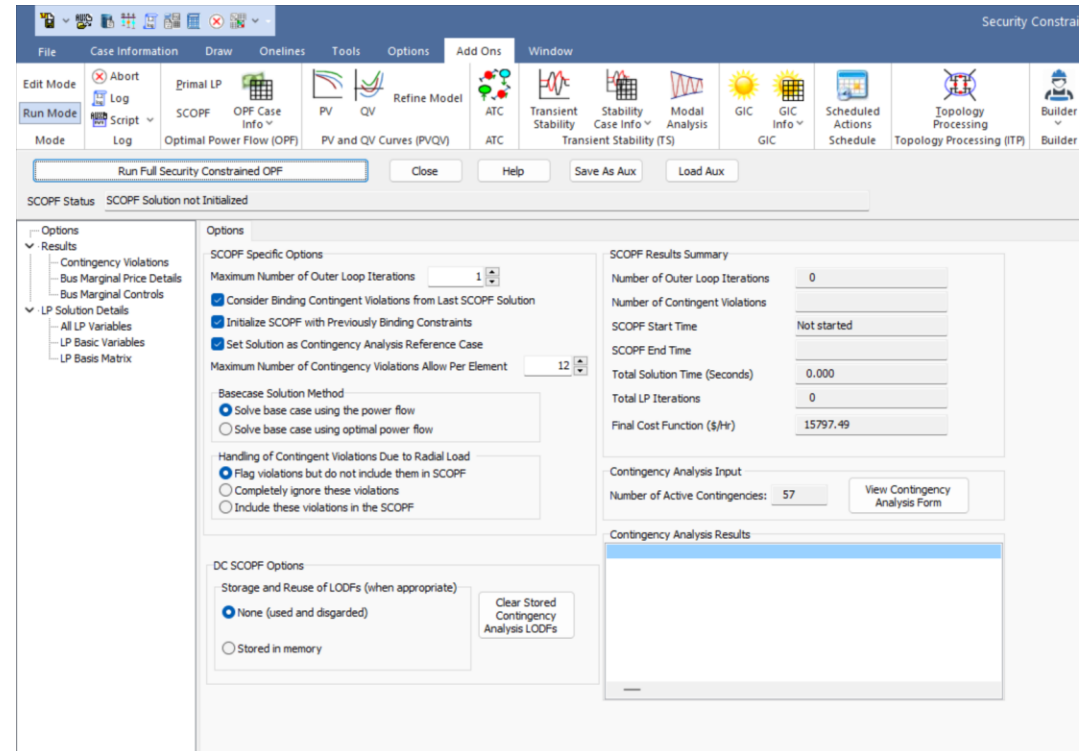 Security Constrai
File Case Information Draw Onelines Tools Options Add Ons Window
Edit Mode
Run Mode
Mode
Abort
Log
Script
Log
Primal LP
SCOPF
OPF Case
Info
Optimal Power Flow (OPF)
PV
QV
Refine Model
PV and QV Curves (PVQV)
ATC
ATC
Transient
Stability
Stability
Case Info
Modal
Analysis
Transient Stability (TS)
GIC
GIC
Info
GIC
Scheduled
Actions
Schedule
Topology
Processing
Topology Processing (ITP)
Builder
Builder
Run Full Security Constrained OPF Close Help Save As Aux Load Aux
SCOPF Status SCOPF Solution not Initialized
Options
Results
Contingency Violations
Bus Marginal Price Details
Bus Marginal Controls
LP Solution Details
All LP Variables
LP Basic Variables
LP Basis Matrix
Options
SCOPF Specific Options
Maximum Number of Outer Loop Iterations 1
Consider Binding Contingent Violations from Last SCOPF Solution
Initialize SCOPF with Previously Binding Constraints
Set Solution as Contingency Analysis Reference Case
Maximum Number of Contingency Violations Allow Per Element 12
Basecase Solution Method
Solve base case using the power flow
Solve base case using optimal power flow
Handling of Contingent Violations Due to Radial Load
Flag violations but do not include them in SCOPF
Completely ignore these violations
Include these violations in the SCOPF
DC SCOPF Options
Storage and Reuse of LODFs (when appropriate)
None (used and disgarded)
Stored in memory
Clear Stored
Contingency
Analysis LODFs
SCOPF Results Summary
Number of Outer Loop Iterations 0
Number of Contingent Violations
SCOPF Start Time Not started
SCOPF End Time
Total Solution Time (Seconds) 0.000
Total LP Iterations 0
Final Cost Function ($/Hr) 15797.49
Contingency Analysis Input
Number of Active Contingencies: 57
View Contingency
Analysis Form
Contingency Analysis Results